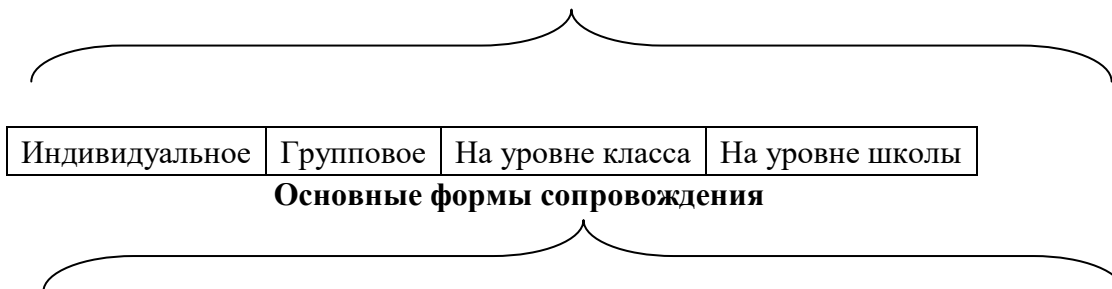 Индивидуальное Групповое На уровне класса На уровне школы
Основные формы сопровождения